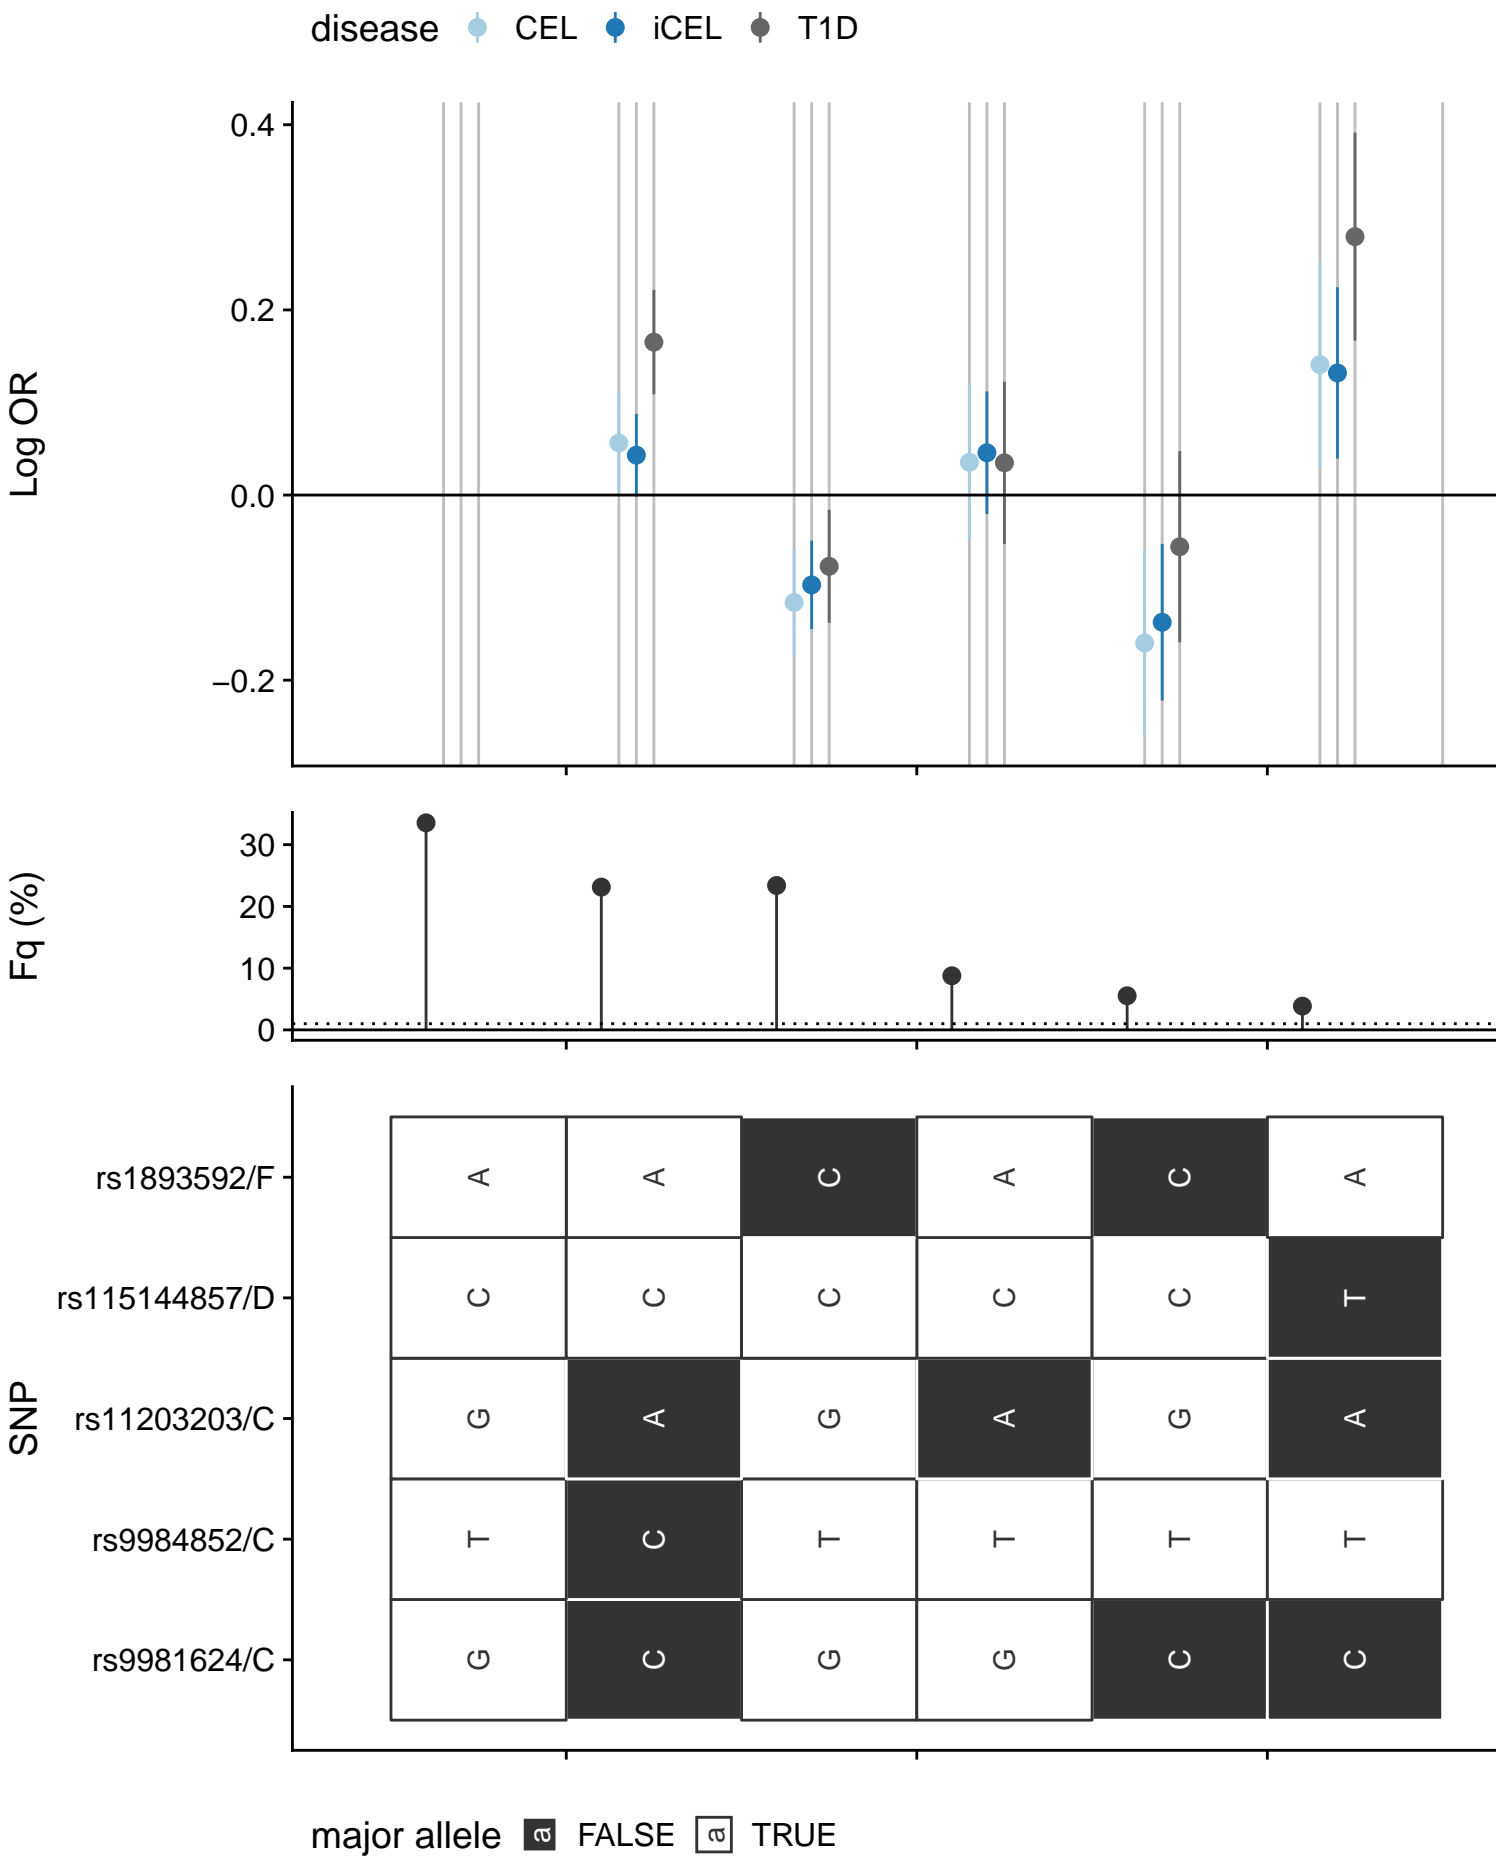 disease CEL iCEL T1D
Log OR
0.4
0.2
0.0
−0.2
Fq (%)
30
20
10
0
SNP
rs1893592/F A A C A C A
rs115144857/D C C C C C T
rs11203203/C G A G A G A
rs9984852/C T C T T T T
rs9981624/C G C G G C C
major allele a FALSE a TRUE